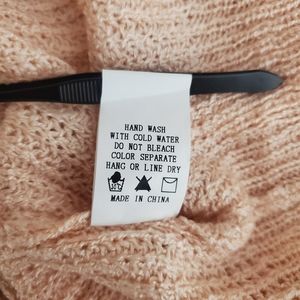 HAND WASH
WITH COLD WATER
DO NOT BLEACH
COLOR SEPARATE
HANG OR LINE DRY
MADE IN CHINA